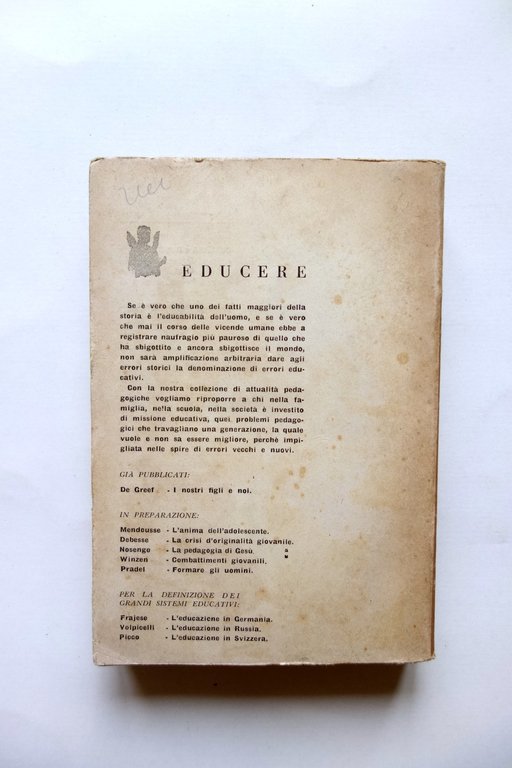 EDUCERE
Se è vero che uno dei fatti maggiori della
storia è l'educabilità dell'uomo, e se è vero
che mai il corso delle vicende umane ebbe a
registrare naufragio più pauroso di quello che
ha sbigottito e ancora sbigottisce il mondo,
non sarà amplificazione arbitraria dare agli
errori storici la denominazione di errori edu-
cativi.
Con la nostra collezione di attualità peda-
gogiche vogliamo riproporre a chi nella fa-
miglia, nella scuola, nella società è investito
di missione educativa, quei problemi pedago-
gici che travagliano una generazione, la quale
vuole e non sa essere migliore, perchè impi-
gliata nelle spire di errori vecchi e nuovi.
GIÀ PUBBLICATI:
De Greef - I nostri figli e noi.
IN PREPARAZIONE:
Mendousse - L'anima dell'adolescente.
Debesse - La crisi d'originalità giovanile.
Nosengo - La pedagogia di Gesù.
Winzen - Combattimenti giovanili.
Pradel - Formare gli uomini.
PER LA DEFINIZIONE DEI
GRANDI SISTEMI EDUCATIVI:
Frajese - L'educazione in Germania.
Volpicelli - L'educazione in Russia.
Picco - L'educazione in Svizzera.